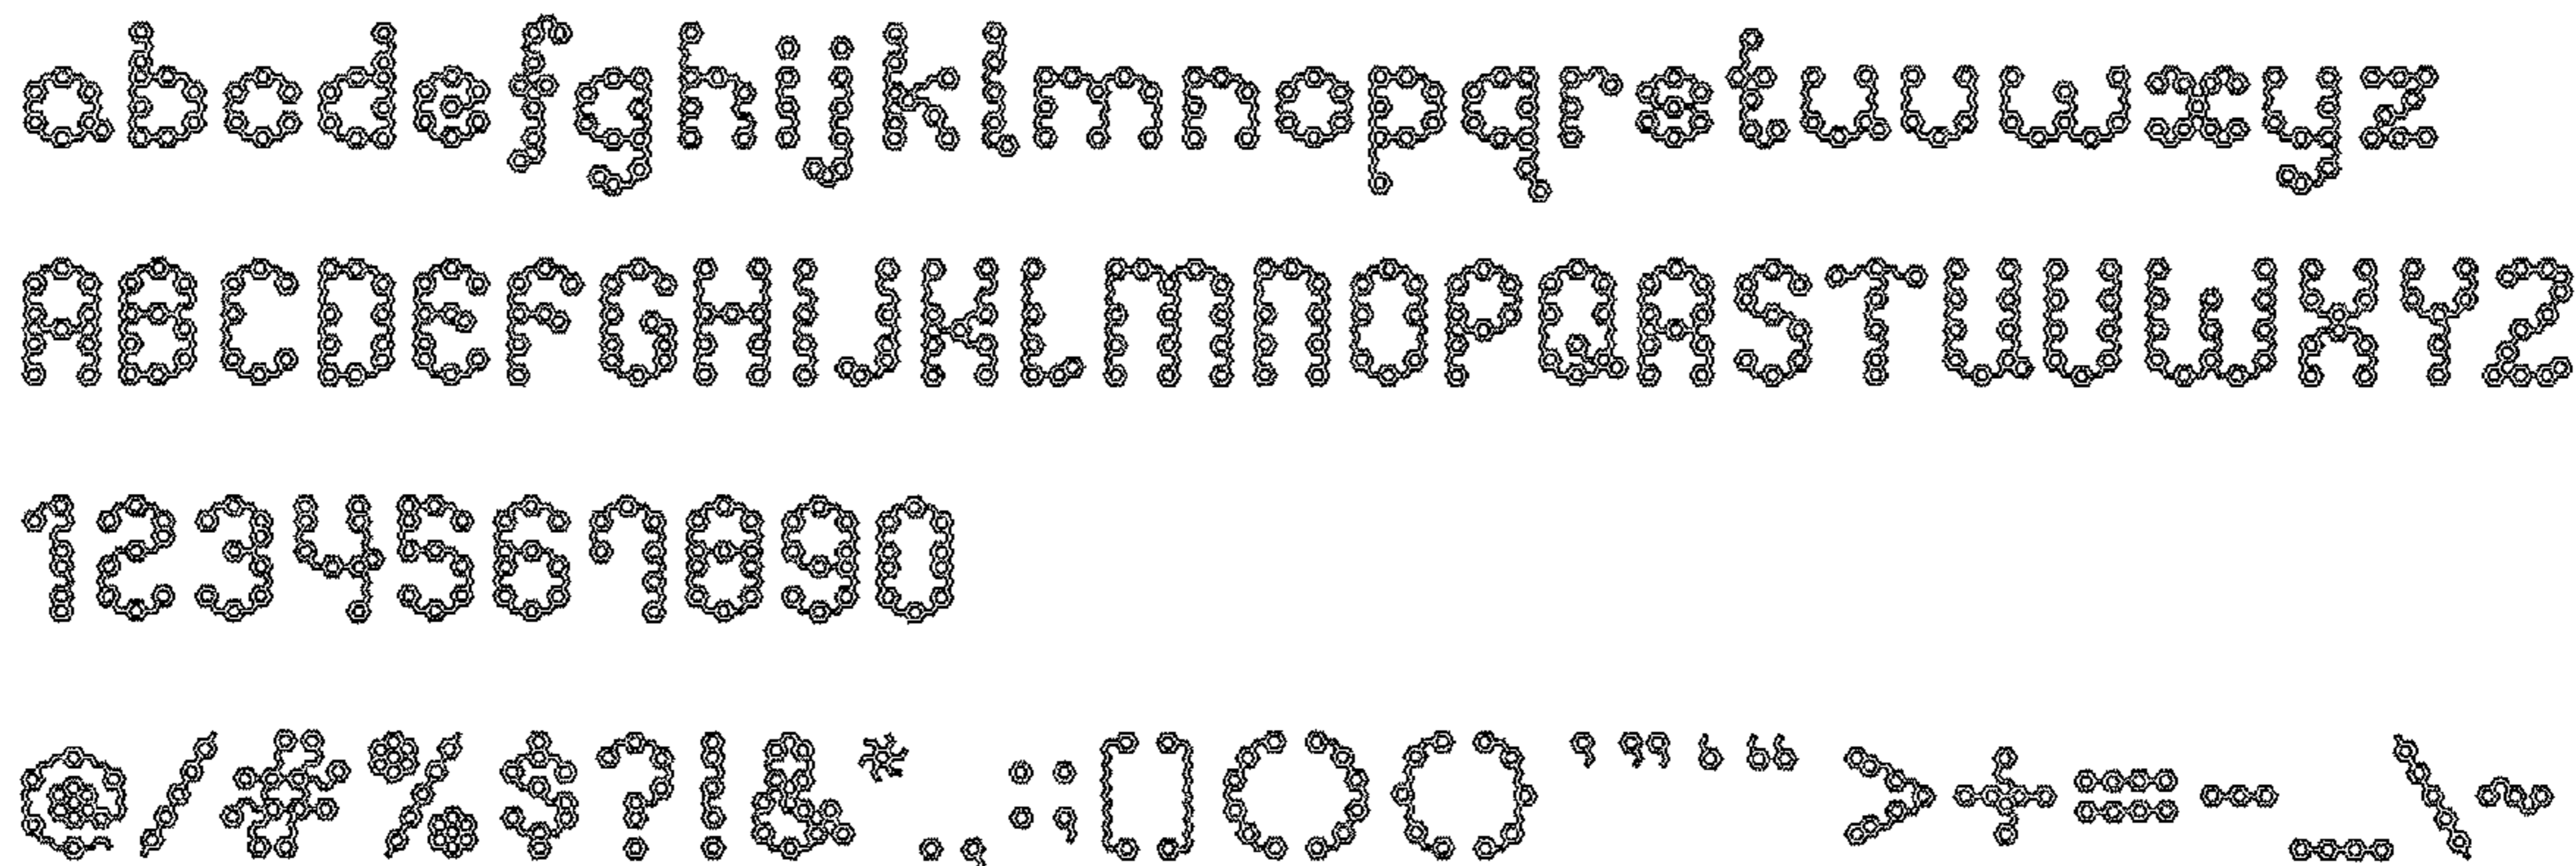 abcdefghijklmnopqrstuvwxyz
ABCDEFGHIJKLMNOPQRSTUVWXYZ
1234567890
@/#%$?!&*.,:;[](){}’”‘“>+=-_\~